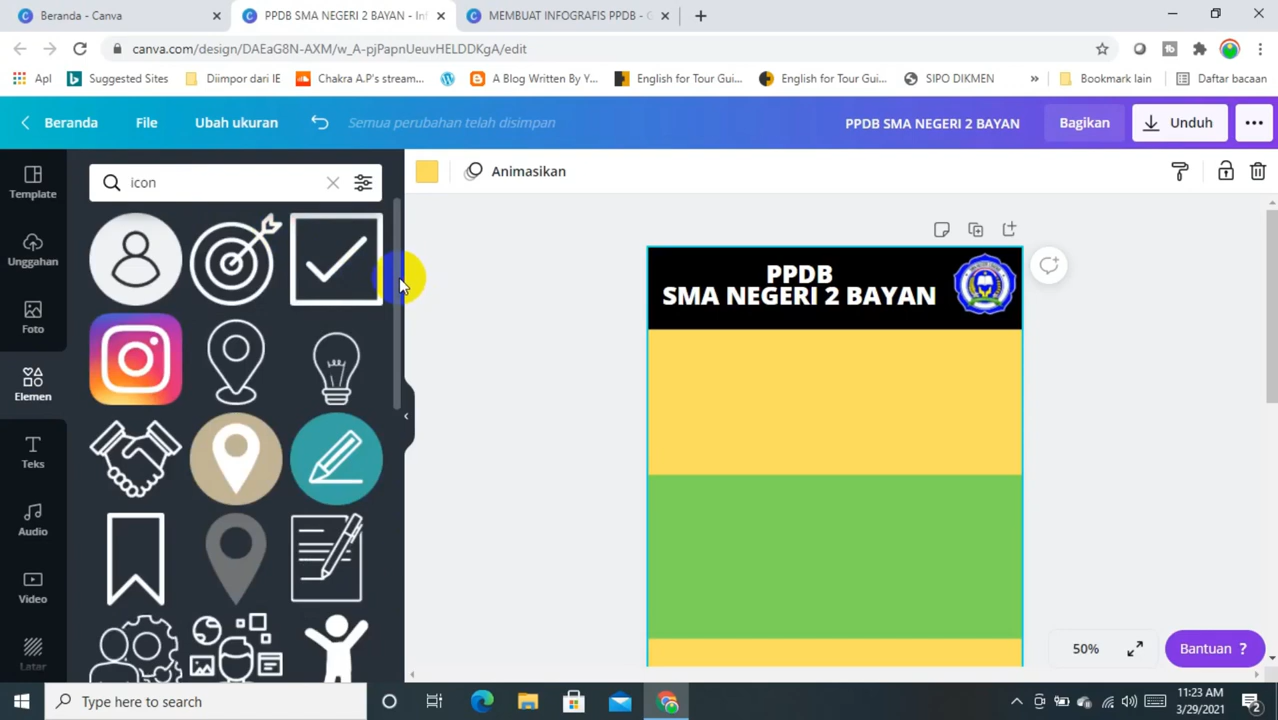 Beranda - Canva
PPDB SMA NEGERI 2 BAYAN - Inf
MEMBUAT INFOGRAFIS PPDB - C
canva.com/design/DAEaG8N-AXM/w_A-pjPapnUeuvHELDDKgA/edit
Apl
Suggested Sites
Diimpor dari IE
Chakra A.P's stream...
A Blog Written By Y...
English for Tour Gui...
English for Tour Gui...
SIPO DIKMEN
»
Bookmark lain
Daftar bacaan
Beranda
File
Ubah ukuran
Semua perubahan telah disimpan
PPDB SMA NEGERI 2 BAYAN
Bagikan
Unduh
Template
Unggahan
Foto
Elemen
Teks
Audio
Video
Latar
icon
Animasikan
PPDB
SMA NEGERI 2 BAYAN
50%
Bantuan ?
Type here to search
11:23 AM
3/29/2021
2